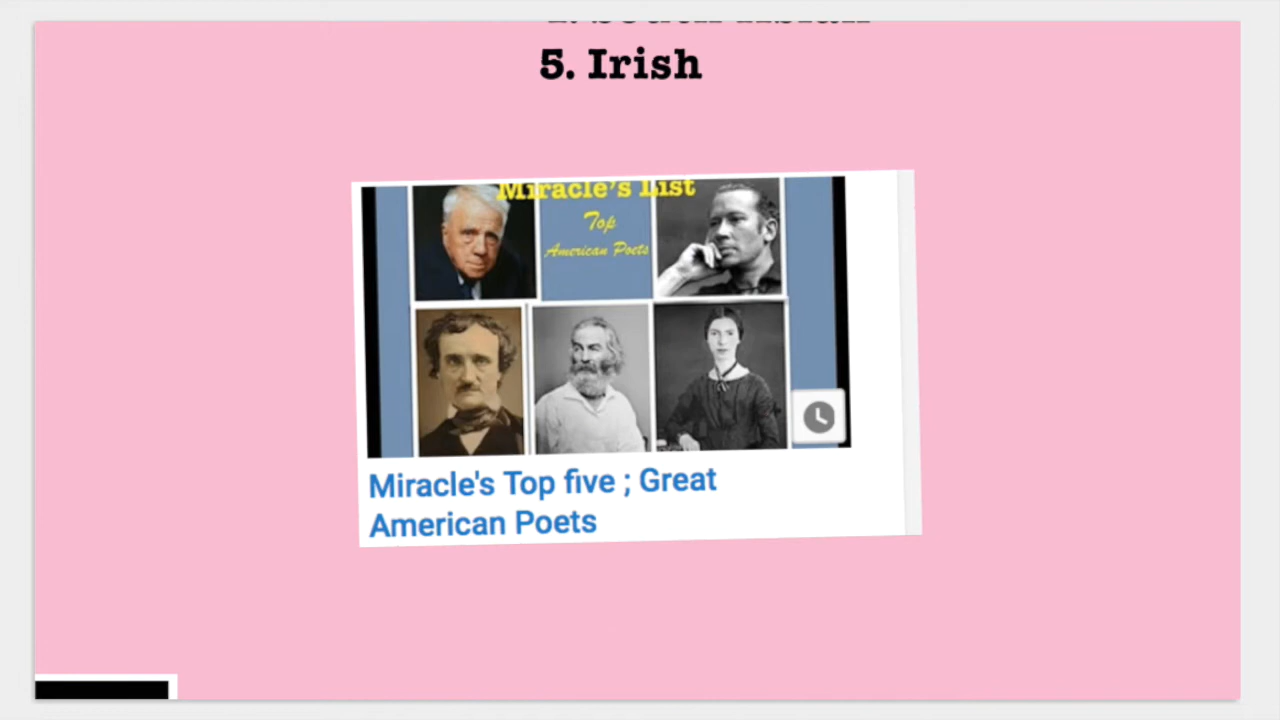 5. Irish
Miracle's List
Top
American Poets
Miracle's Top five ; Great
American Poets